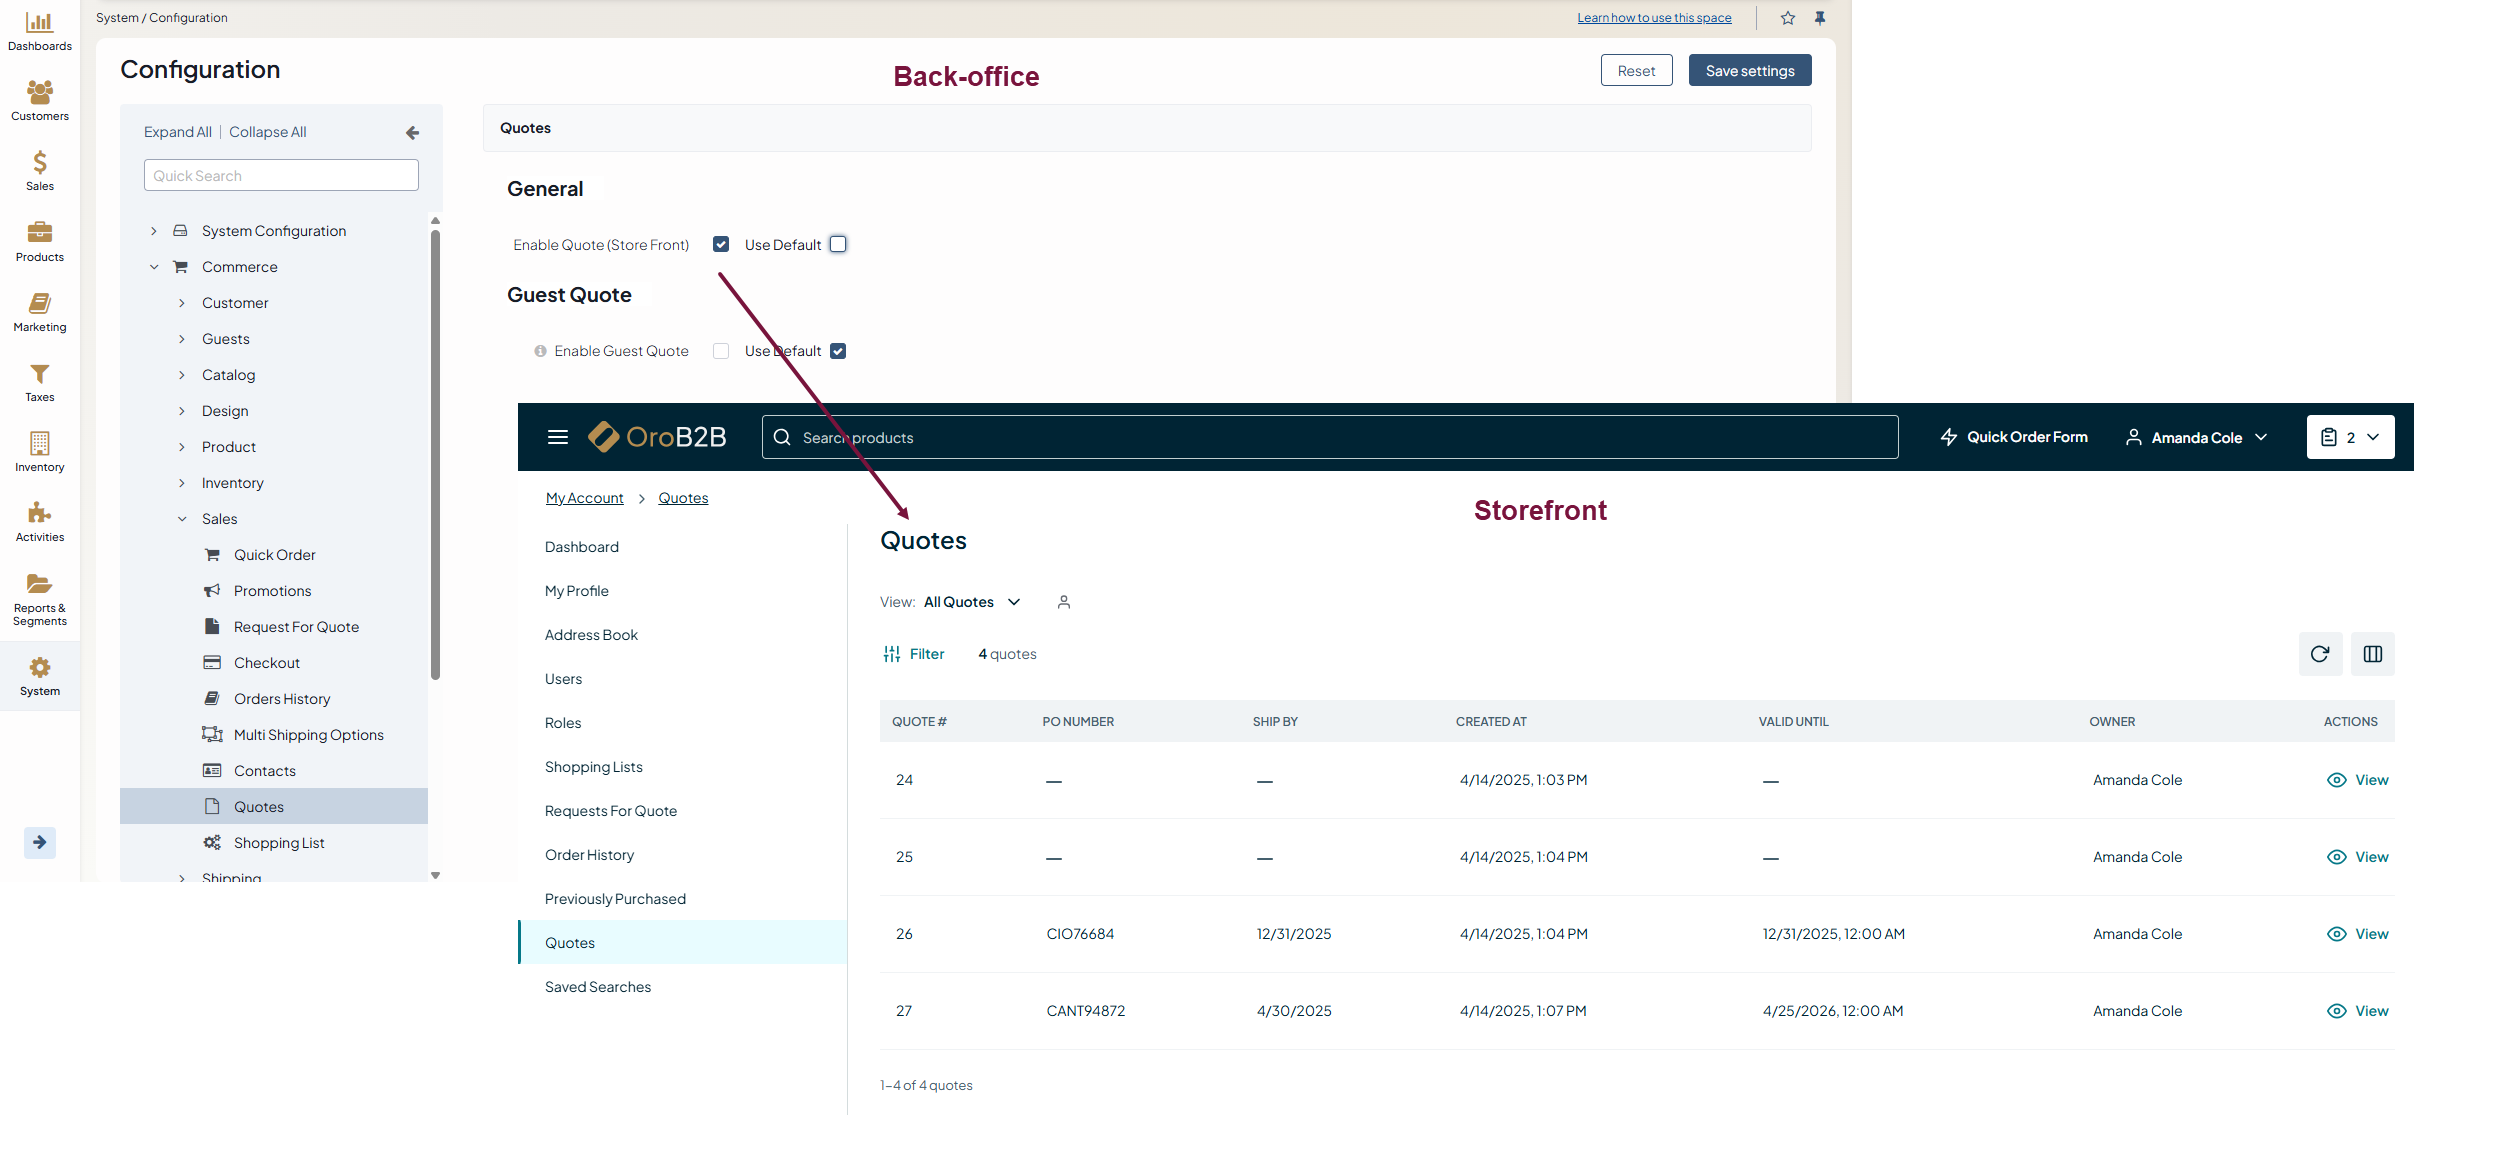 Dashboards
Customers
Sales
Products
Marketing
Taxes
Inventory
Activities
Reports &
Segments
System
System / Configuration
Learn how to use this space
Configuration
Back-office
Reset
Save settings
Expand All | Collapse All
Quick Search
System Configuration
Commerce
Customer
Guests
Catalog
Design
Product
Inventory
Sales
Quick Order
Promotions
Request For Quote
Checkout
Orders History
Multi Shipping Options
Contacts
Quotes
Shopping List
Shipping
Quotes
General
Enable Quote (Store Front)
Use Default
Guest Quote
Enable Guest Quote
Use Default
OroB2B
Search products
Quick Order Form
Amanda Cole
2
My Account > Quotes
Storefront
Dashboard
My Profile
Address Book
Users
Roles
Shopping Lists
Requests For Quote
Order History
Previously Purchased
Quotes
Saved Searches
Quotes
View: All Quotes
Filter
4 quotes
QUOTE # PO NUMBER SHIP BY CREATED AT VALID UNTIL OWNER ACTIONS
24 — — 4/14/2025, 1:03 PM — Amanda Cole View
25 — — 4/14/2025, 1:04 PM — Amanda Cole View
26 CIO76684 12/31/2025 4/14/2025, 1:04 PM 12/31/2025, 12:00 AM Amanda Cole View
27 CANT94872 4/30/2025 4/14/2025, 1:07 PM 4/25/2026, 12:00 AM Amanda Cole View
1–4 of 4 quotes